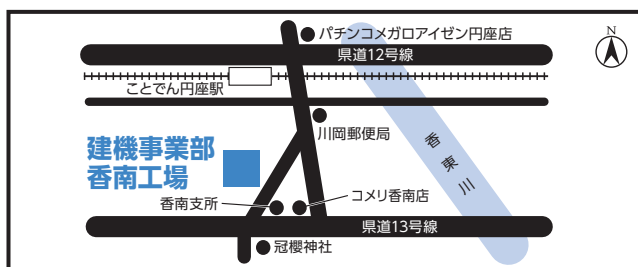 パチンコメガロアイゼン円座店
県道12号線
N
ことでん円座駅
川岡郵便局
香東川
建機事業部
香南工場
香南支所
コメリ香南店
県道13号線
冠櫻神社